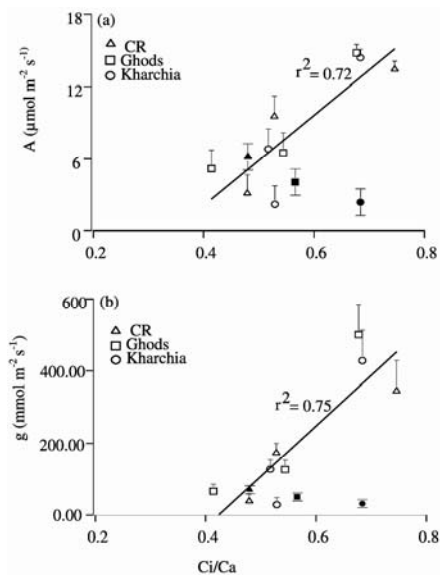 (a)
CR
Ghods
Kharchia
r² = 0.72
A (µmol m⁻² s⁻¹)
18
12
6
0
0.2 0.4 0.6 0.8
(b)
CR
Ghods
Kharchia
r² = 0.75
g (mmol m⁻² s⁻¹)
600
400.00
200.00
0.00
0.2 0.4 0.6 0.8
Ci/Ca